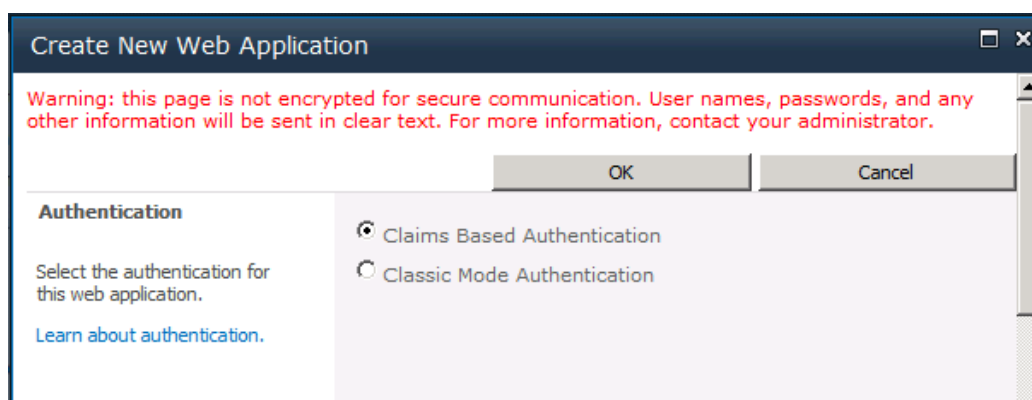 Create New Web Application
Warning: this page is not encrypted for secure communication. User names, passwords, and any
other information will be sent in clear text. For more information, contact your administrator.
OK
Cancel
Authentication
Select the authentication for
this web application.
Learn about authentication.
Claims Based Authentication
Classic Mode Authentication